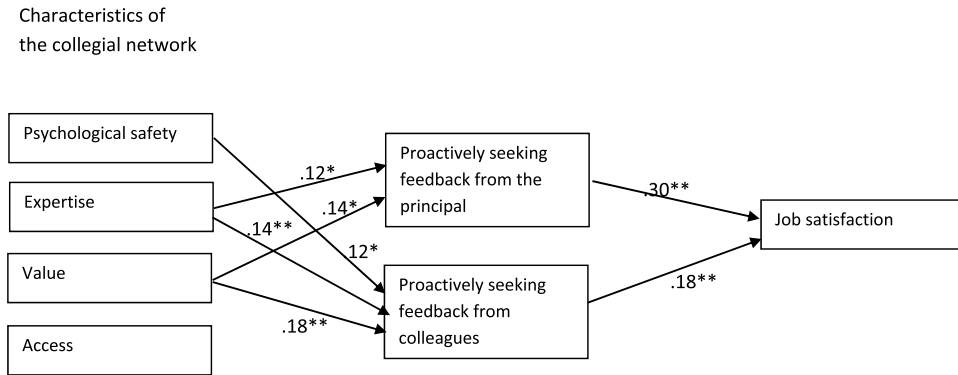 Characteristics of
the collegial network
Psychological safety
Expertise
Value
Access
.12*
.14*
.14**
12*
.18**
Proactively seeking
feedback from the
principal
Proactively seeking
feedback from
colleagues
.30**
.18**
Job satisfaction